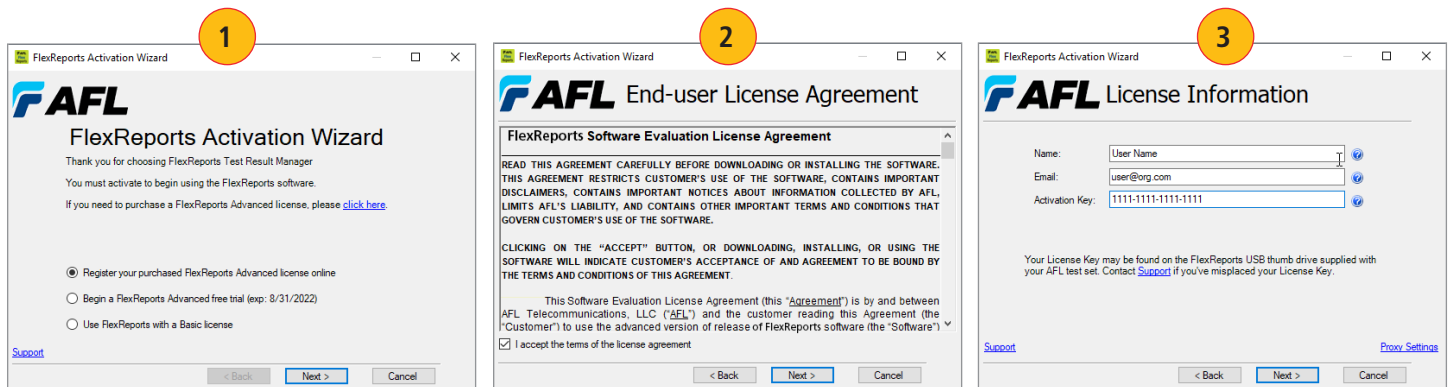 1
FlexReports Activation Wizard
AFL
FlexReports Activation Wizard
Thank you for choosing FlexReports Test Result Manager
You must activate to begin using the FlexReports software.
If you need to purchase a FlexReports Advanced license, please click here.
Register your purchased FlexReports Advanced license online
Begin a FlexReports Advanced free trial (exp: 8/31/2022)
Use FlexReports with a Basic license
Support
< Back Next > Cancel
2
FlexReports Activation Wizard
AFL End-user License Agreement
FlexReports Software Evaluation License Agreement
READ THIS AGREEMENT CAREFULLY BEFORE DOWNLOADING OR INSTALLING THE SOFTWARE.
THIS AGREEMENT RESTRICTS CUSTOMER'S USE OF THE SOFTWARE, CONTAINS IMPORTANT
DISCLAIMERS, CONTAINS IMPORTANT NOTICES ABOUT INFORMATION COLLECTED BY AFL,
LIMITS AFL'S LIABILITY, AND CONTAINS OTHER IMPORTANT TERMS AND CONDITIONS THAT
GOVERN CUSTOMER'S USE OF THE SOFTWARE.
CLICKING ON THE “ACCEPT” BUTTON, OR DOWNLOADING, INSTALLING, OR USING THE
SOFTWARE WILL INDICATE CUSTOMER'S ACCEPTANCE OF AND AGREEMENT TO BE BOUND BY
THE TERMS AND CONDITIONS OF THIS AGREEMENT.
This Software Evaluation License Agreement (this “Agreement”) is by and between
AFL Telecommunications, LLC (“AFL”) and the customer reading this Agreement (the
“Customer”) to use the advanced version of release of FlexReports software (the “Software”)
I accept the terms of the license agreement
< Back Next > Cancel
3
FlexReports Activation Wizard
AFL License Information
Name: User Name
Email: user@org.com
Activation Key: 1111-1111-1111-1111
Your License Key may be found on the FlexReports USB thumb drive supplied with
your AFL test set. Contact Support if you've misplaced your License Key.
Support Proxy Settings
< Back Next > Cancel